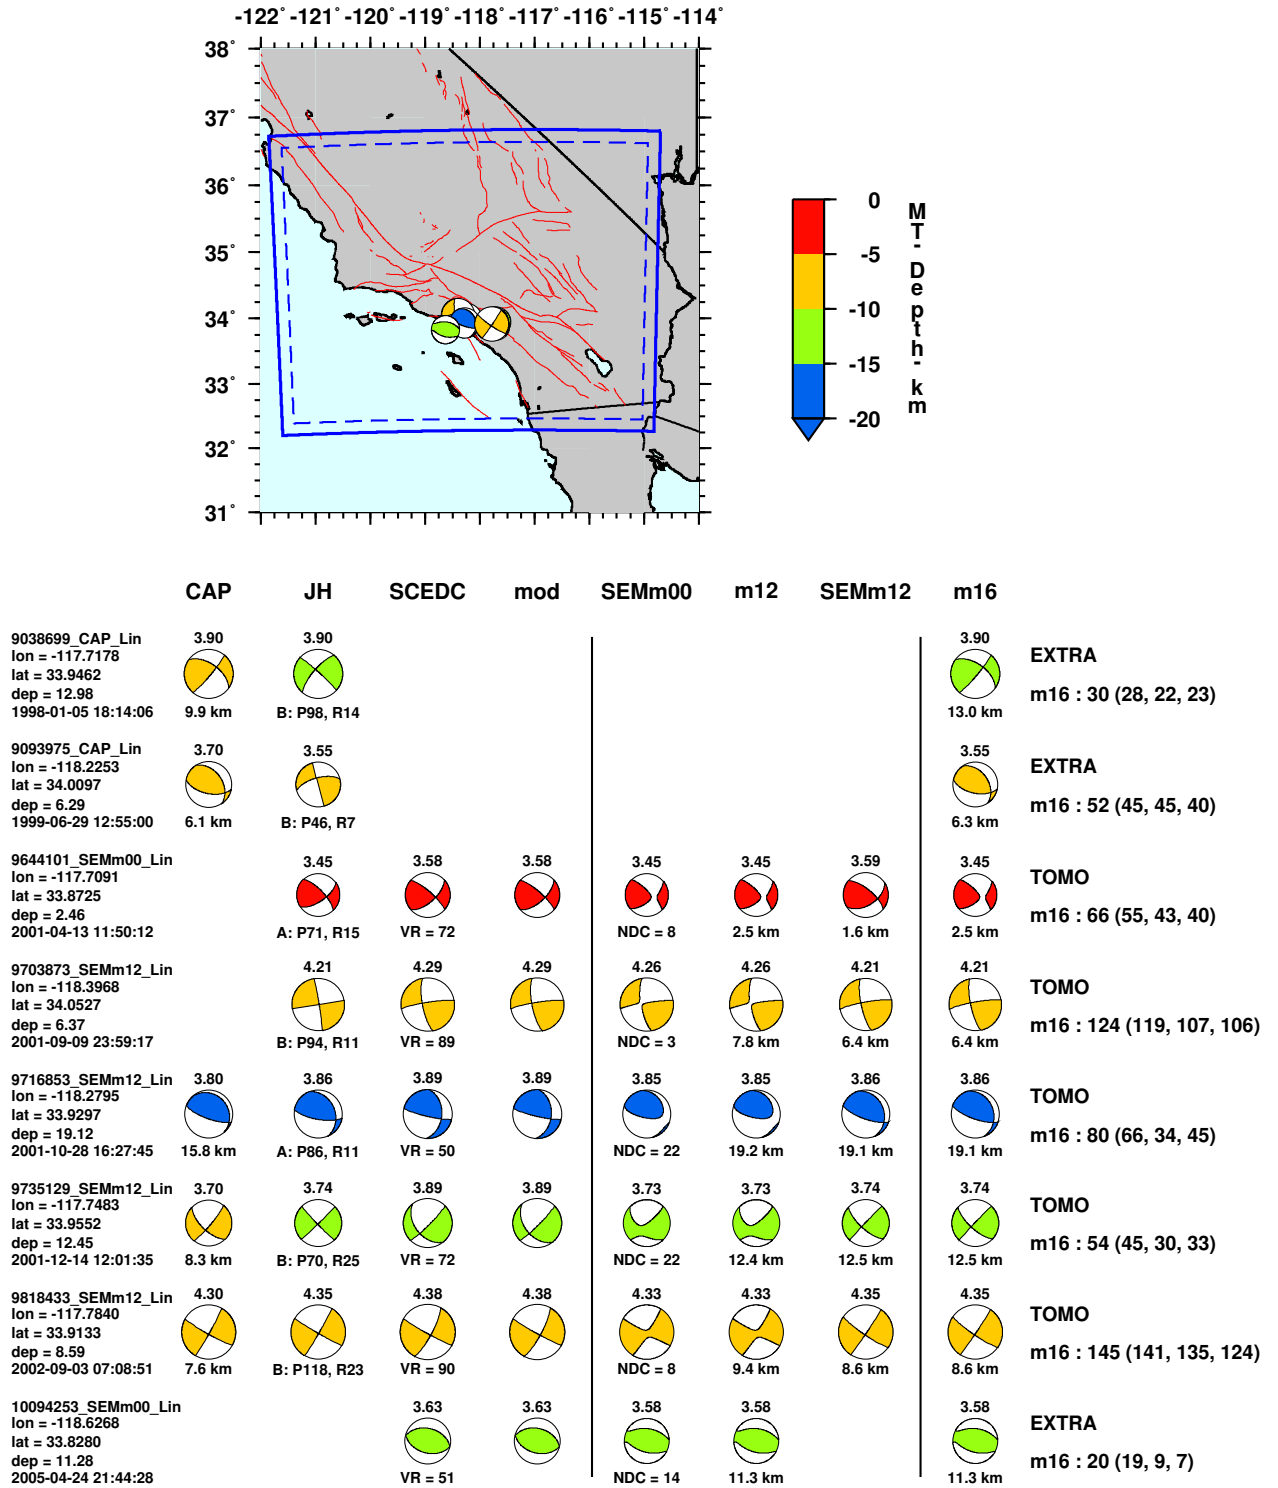 -122° -121° -120° -119° -118° -117° -116° -115° -114°
38°
37°
36°
35°
34°
33°
32°
31°
0
-5
-10
-15
-20
MT-Depth-km
CAP JH SCEDC mod SEMm00 m12 SEMm12 m16
9038699_CAP_Lin
lon = -117.7178
lat = 33.9462
dep = 12.98
1998-01-05 18:14:06
3.90 3.90 3.90
9.9 km B: P98, R14 13.0 km
EXTRA
m16 : 30 (28, 22, 23)
9093975_CAP_Lin
lon = -118.2253
lat = 34.0097
dep = 6.29
1999-06-29 12:55:00
3.70 3.55 3.55
6.1 km B: P46, R7 6.3 km
EXTRA
m16 : 52 (45, 45, 40)
9644101_SEMm00_Lin
lon = -117.7091
lat = 33.8725
dep = 2.46
2001-04-13 11:50:12
3.45 3.58 3.58 3.45 3.45 3.59 3.45
A: P71, R15 VR = 72 NDC = 8 2.5 km 1.6 km 2.5 km
TOMO
m16 : 66 (55, 43, 40)
9703873_SEMm12_Lin
lon = -118.3968
lat = 34.0527
dep = 6.37
2001-09-09 23:59:17
4.21 4.29 4.29 4.26 4.26 4.21 4.21
B: P94, R11 VR = 89 NDC = 3 7.8 km 6.4 km 6.4 km
TOMO
m16 : 124 (119, 107, 106)
9716853_SEMm12_Lin
lon = -118.2795
lat = 33.9297
dep = 19.12
2001-10-28 16:27:45
3.80 3.86 3.89 3.89 3.85 3.85 3.86 3.86
15.8 km A: P86, R11 VR = 50 NDC = 22 19.2 km 19.1 km 19.1 km
TOMO
m16 : 80 (66, 34, 45)
9735129_SEMm12_Lin
lon = -117.7483
lat = 33.9552
dep = 12.45
2001-12-14 12:01:35
3.70 3.74 3.89 3.89 3.73 3.73 3.74 3.74
8.3 km B: P70, R25 VR = 72 NDC = 22 12.4 km 12.5 km 12.5 km
TOMO
m16 : 54 (45, 30, 33)
9818433_SEMm12_Lin
lon = -117.7840
lat = 33.9133
dep = 8.59
2002-09-03 07:08:51
4.30 4.35 4.38 4.38 4.33 4.33 4.35 4.35
7.6 km B: P118, R23 VR = 90 NDC = 8 9.4 km 8.6 km 8.6 km
TOMO
m16 : 145 (141, 135, 124)
10094253_SEMm00_Lin
lon = -118.6268
lat = 33.8280
dep = 11.28
2005-04-24 21:44:28
3.63 3.63 3.58 3.58 3.58
VR = 51 NDC = 14 11.3 km 11.3 km
EXTRA
m16 : 20 (19, 9, 7)